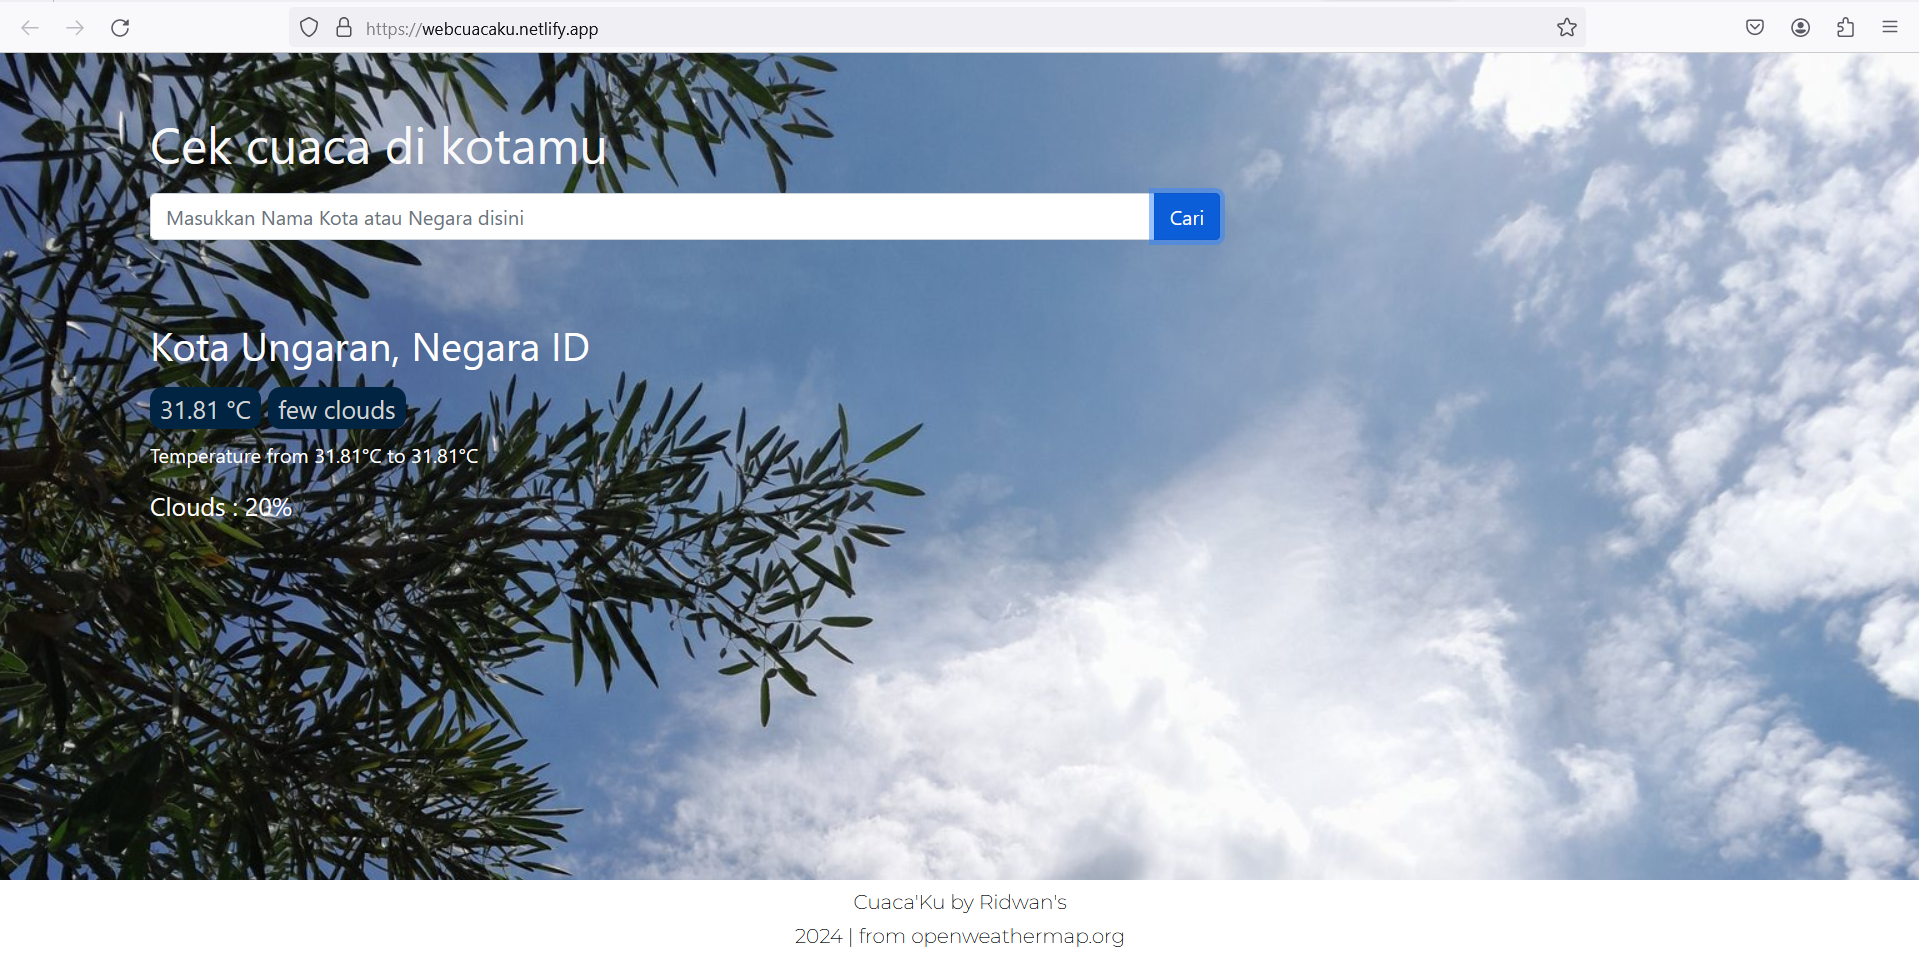 https://webcuacaku.netlify.app
Cek cuaca di kotamu
Masukkan Nama Kota atau Negara disini
Cari
Kota Ungaran, Negara ID
31.81 °C few clouds
Temperature from 31.81°C to 31.81°C
Clouds : 20%
Cuaca'Ku by Ridwan's
2024 | from openweathermap.org